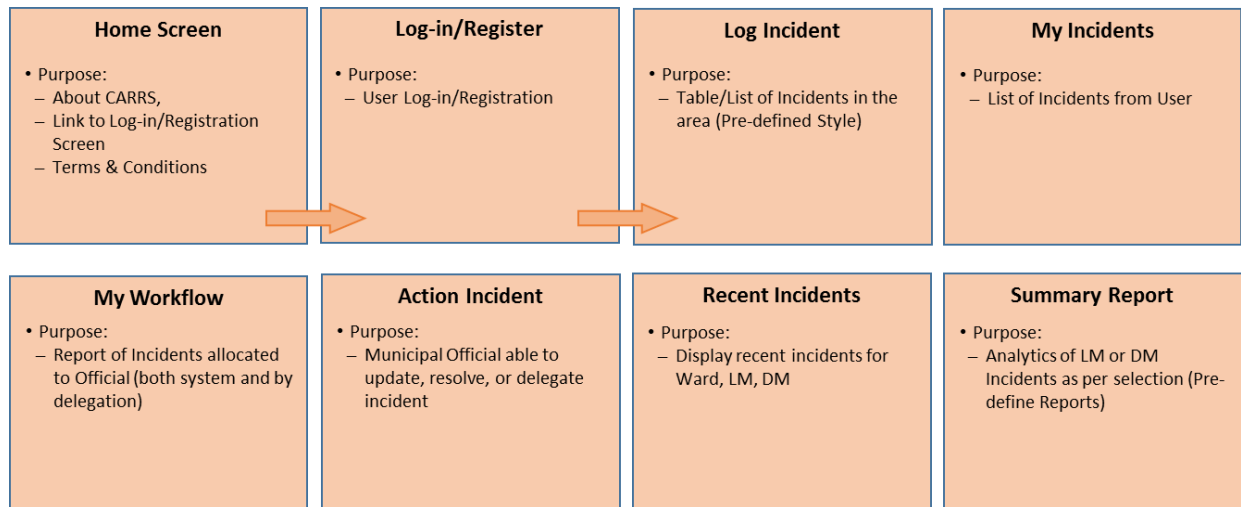 Home Screen
• Purpose:
– About CARRS,
– Link to Log-in/Registration
Screen
– Terms & Conditions
Log-in/Register
• Purpose:
– User Log-in/Registration
Log Incident
• Purpose:
– Table/List of Incidents in the
area (Pre-defined Style)
My Incidents
• Purpose:
– List of Incidents from User
My Workflow
• Purpose:
– Report of Incidents allocated
to Official (both system and by
delegation)
Action Incident
• Purpose:
– Municipal Official able to
update, resolve, or delegate
incident
Recent Incidents
• Purpose:
– Display recent incidents for
Ward, LM, DM
Summary Report
• Purpose:
– Analytics of LM or DM
Incidents as per selection (Pre-
define Reports)